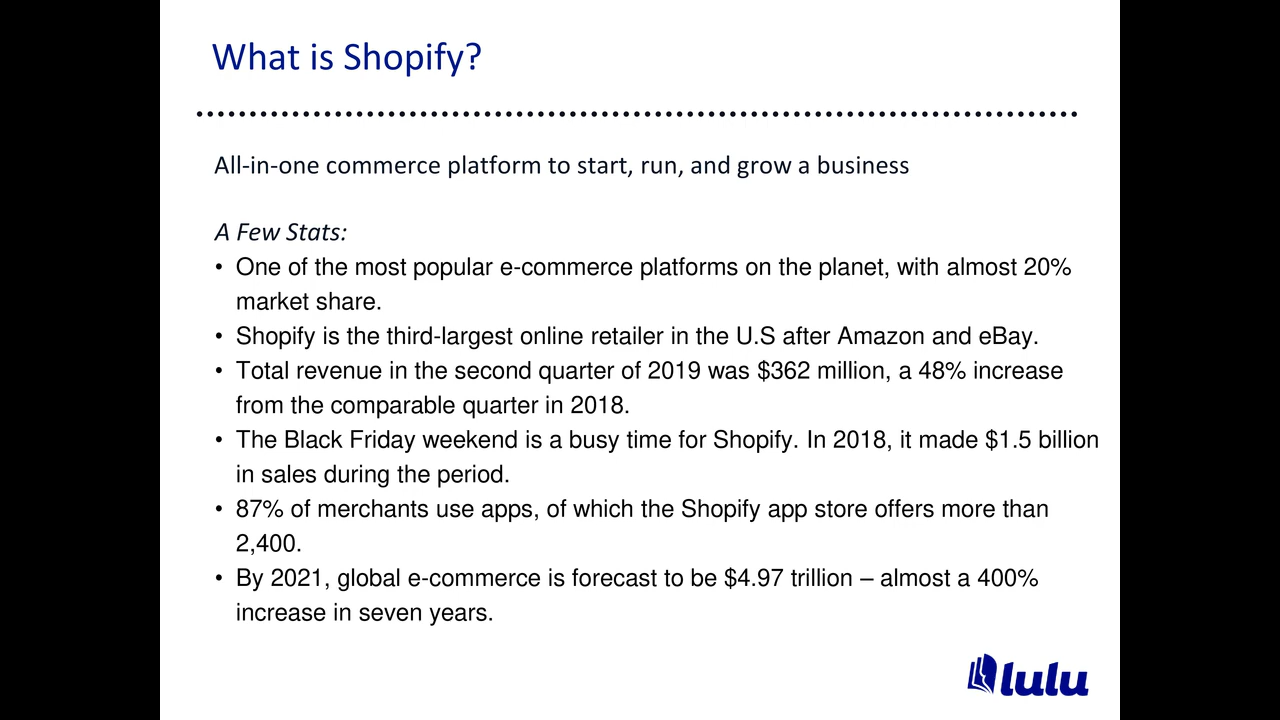 What is Shopify?
All-in-one commerce platform to start, run, and grow a business
A Few Stats:
• One of the most popular e-commerce platforms on the planet, with almost 20%
market share.
• Shopify is the third-largest online retailer in the U.S after Amazon and eBay.
• Total revenue in the second quarter of 2019 was $362 million, a 48% increase
from the comparable quarter in 2018.
• The Black Friday weekend is a busy time for Shopify. In 2018, it made $1.5 billion
in sales during the period.
• 87% of merchants use apps, of which the Shopify app store offers more than
2,400.
• By 2021, global e-commerce is forecast to be $4.97 trillion – almost a 400%
increase in seven years.
lulu